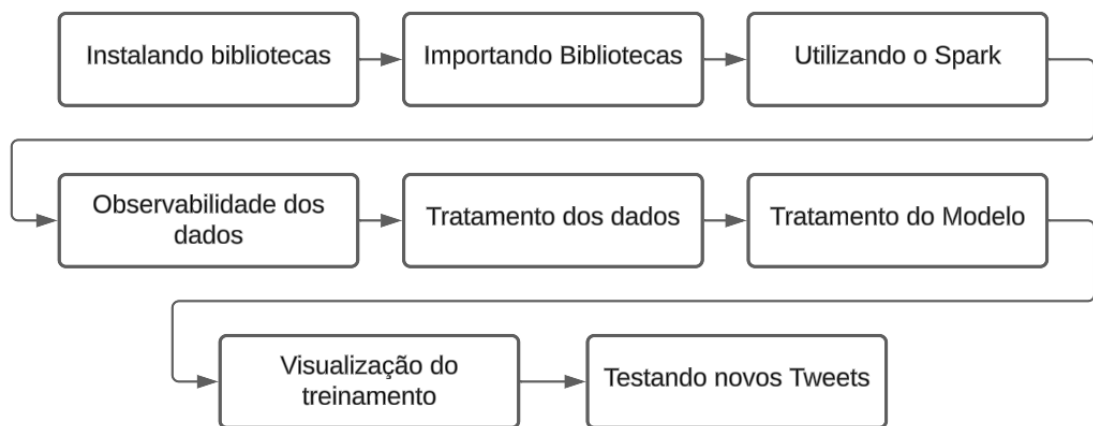 Instalando bibliotecas
Importando Bibliotecas
Utilizando o Spark
Observabilidade dos
dados
Tratamento dos dados
Tratamento do Modelo
Visualização do
treinamento
Testando novos Tweets